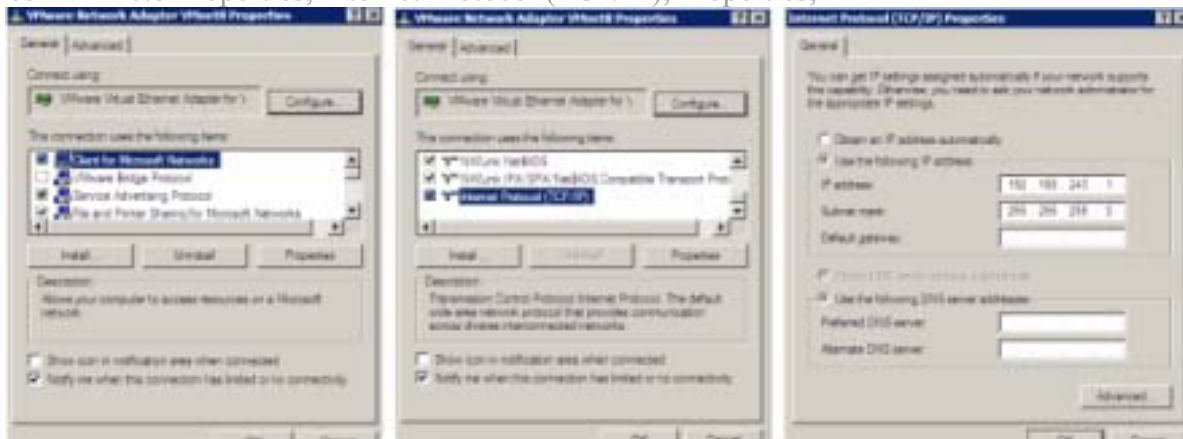 VMware Network Adapter VMnet8 Properties
General Advanced
Connect using:
VMware Virtual Ethernet Adapter for V
Configure...
This connection uses the following items:
Client for Microsoft Networks
VMware Bridge Protocol
Service Advertising Protocol
File and Printer Sharing for Microsoft Networks
Install... Uninstall Properties
Description
Allows your computer to access resources on a Microsoft
network.
Show icon in notification area when connected
Notify me when this connection has limited or no connectivity
VMware Network Adapter VMnet8 Properties
General Advanced
Connect using:
VMware Virtual Ethernet Adapter for V
Configure...
This connection uses the following items:
NWLink NetBIOS
NWLink IPX/SPX/NetBIOS Compatible Transport Prot
Internet Protocol (TCP/IP)
Install... Uninstall Properties
Description
Transmission Control Protocol/Internet Protocol. The default
wide area network protocol that provides communication
across diverse interconnected networks.
Show icon in notification area when connected
Notify me when this connection has limited or no connectivity
OK Cancel
Internet Protocol (TCP/IP) Properties
General
You can get IP settings assigned automatically if your network supports
this capability. Otherwise, you need to ask your network administrator for
the appropriate IP settings.
Obtain an IP address automatically
Use the following IP address:
IP address:
Subnet mask:
Default gateway:
Use the following DNS server addresses:
Preferred DNS server:
Alternate DNS server:
Advanced...